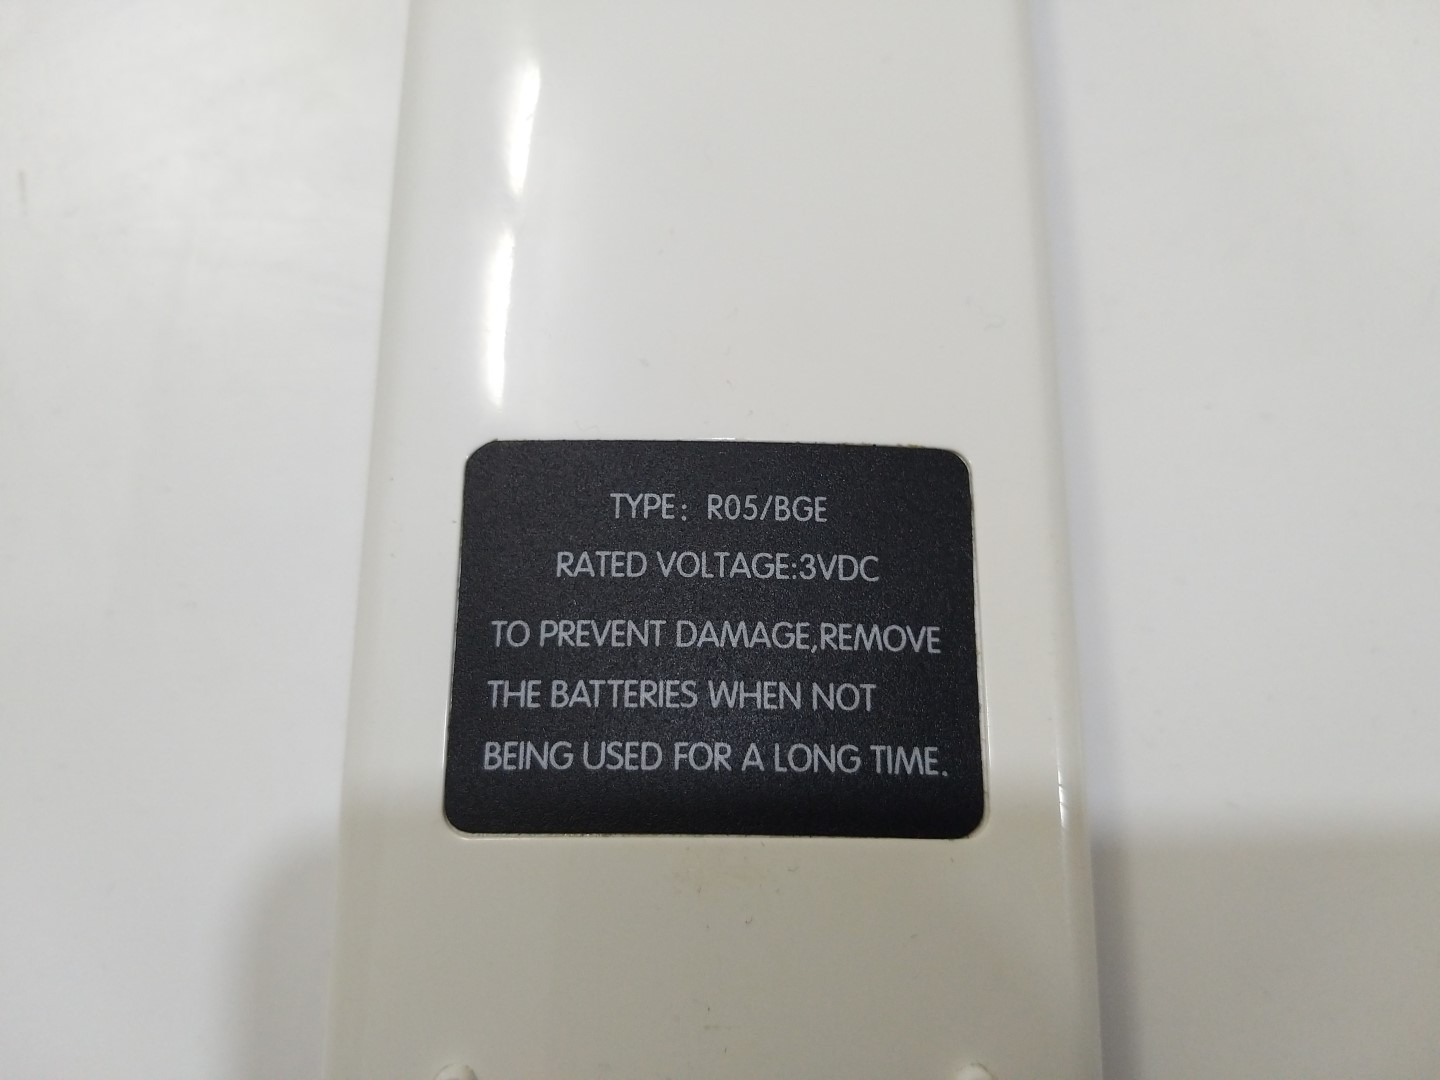 TYPE: R05/BGE
RATED VOLTAGE:3VDC
TO PREVENT DAMAGE,REMOVE
THE BATTERIES WHEN NOT
BEING USED FOR A LONG TIME.